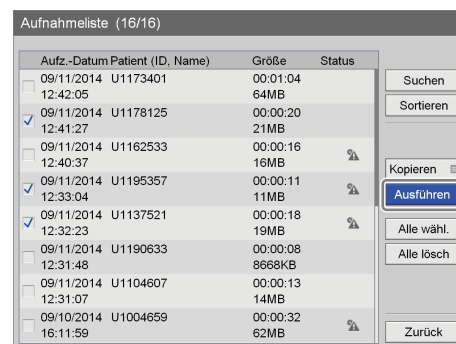 Aufnahmeliste (16/16)
Aufz.-Datum Patient (ID, Name) Größe Status
09/11/2014 U1173401 00:01:04
12:42:05 64MB
09/11/2014 U1178125 00:00:20
12:41:27 21MB
09/11/2014 U1162533 00:00:16
12:40:37 16MB
09/11/2014 U1195357 00:00:11
12:33:04 11MB
09/11/2014 U1137521 00:00:18
12:32:23 19MB
09/11/2014 U1190633 00:00:08
12:31:48 8668KB
09/11/2014 U1104607 00:00:13
12:31:07 14MB
09/10/2014 U1004659 00:00:32
16:11:59 62MB
Suchen
Sortieren
Kopieren
Ausführen
Alle wähl.
Alle lösch
Zurück